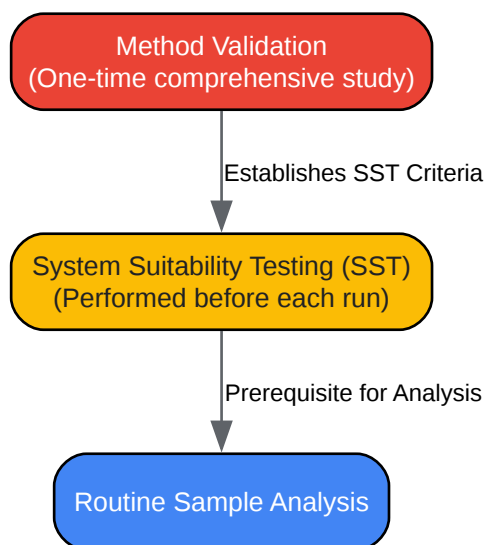 Method Validation
(One-time comprehensive study)
Establishes SST Criteria
System Suitability Testing (SST)
(Performed before each run)
Prerequisite for Analysis
Routine Sample Analysis